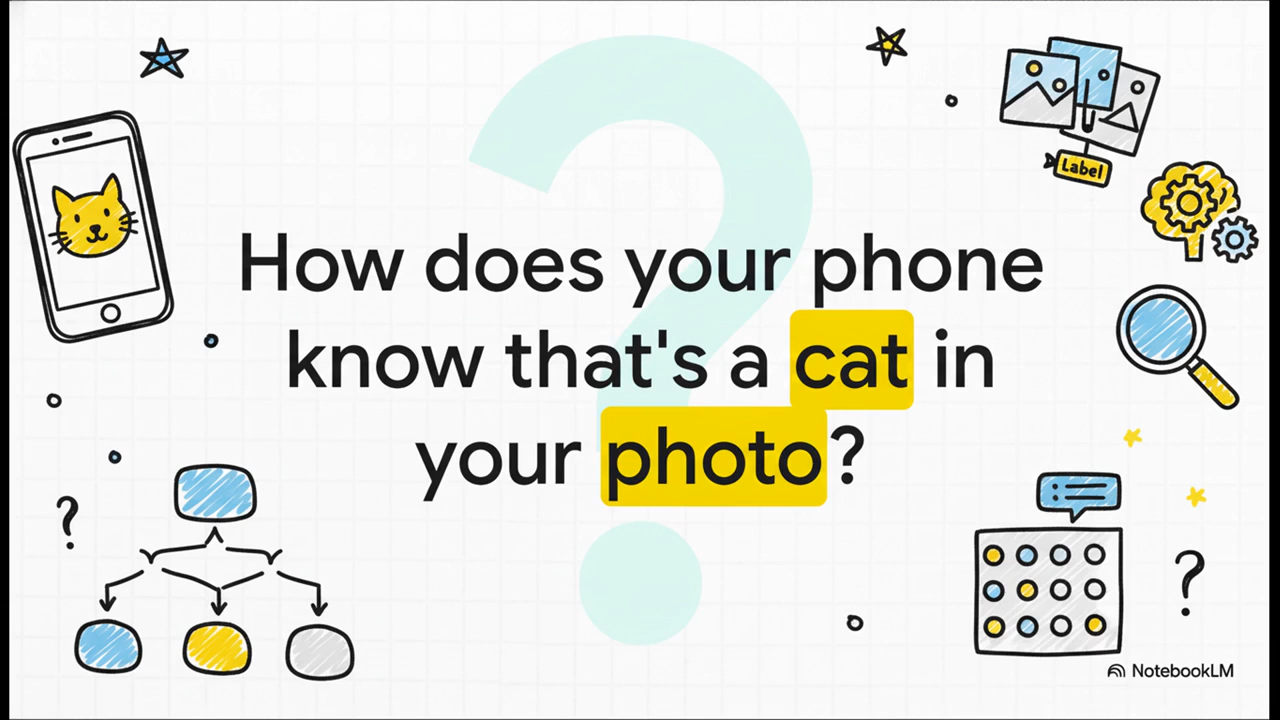 How does your phone
know that's a cat in
your photo?
Label
?
?
NotebookLM